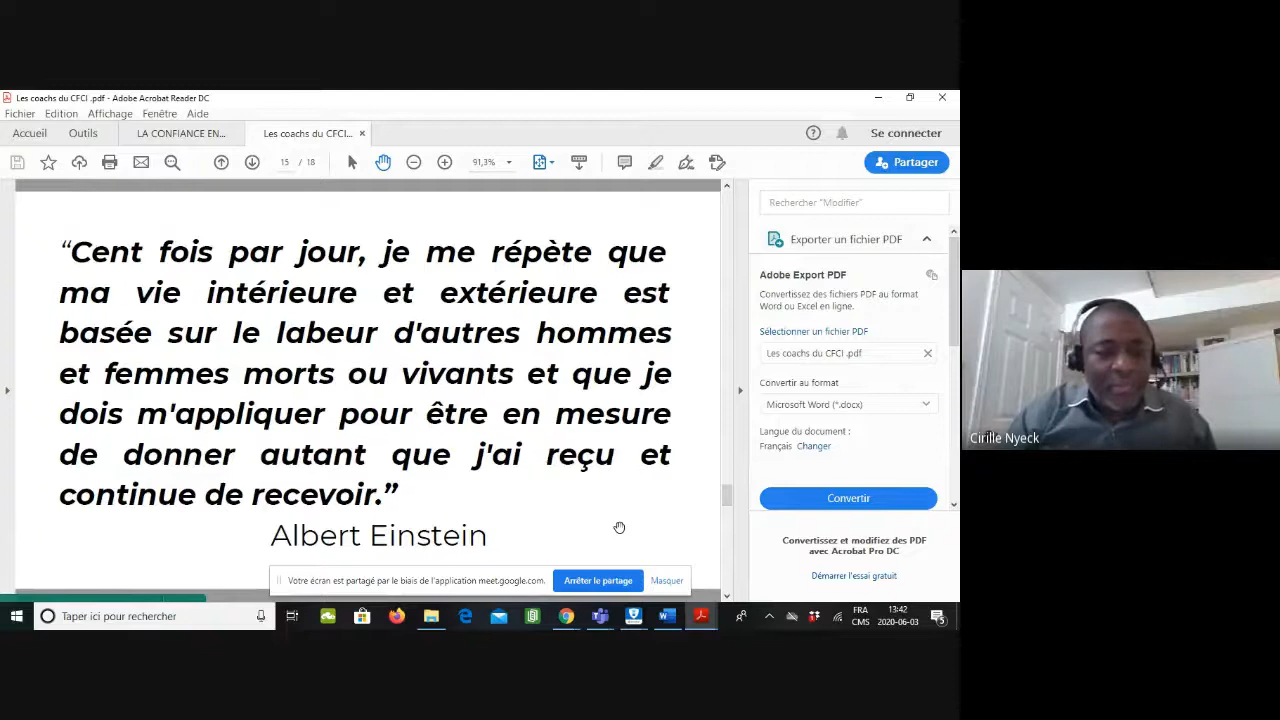 Les coachs du CFCI .pdf - Adobe Acrobat Reader DC
Fichier Edition Affichage Fenêtre Aide
Accueil Outils LA CONFIANCE EN... Les coachs du CFCI... × Se connecter
15 / 18 91,3% Partager
Rechercher "Modifier"
Exporter un fichier PDF
Adobe Export PDF
Convertissez des fichiers PDF au format
Word ou Excel en ligne.
Sélectionner un fichier PDF
Les coachs du CFCI .pdf
Convertir au format
Microsoft Word (*.docx)
Langue du document :
Français Changer
Convertir
Convertissez et modifiez des PDF
avec Acrobat Pro DC
Démarrer l'essai gratuit
“Cent fois par jour, je me répète que
ma vie intérieure et extérieure est
basée sur le labeur d'autres hommes
et femmes morts ou vivants et que je
dois m'appliquer pour être en mesure
de donner autant que j'ai reçu et
continue de recevoir.”
Albert Einstein
Votre écran est partagé par le biais de l'application meet.google.com. Arrêter le partage Masquer
Taper ici pour rechercher
FRA
CMS
13:42
2020-06-03
5
Cirille Nyeck